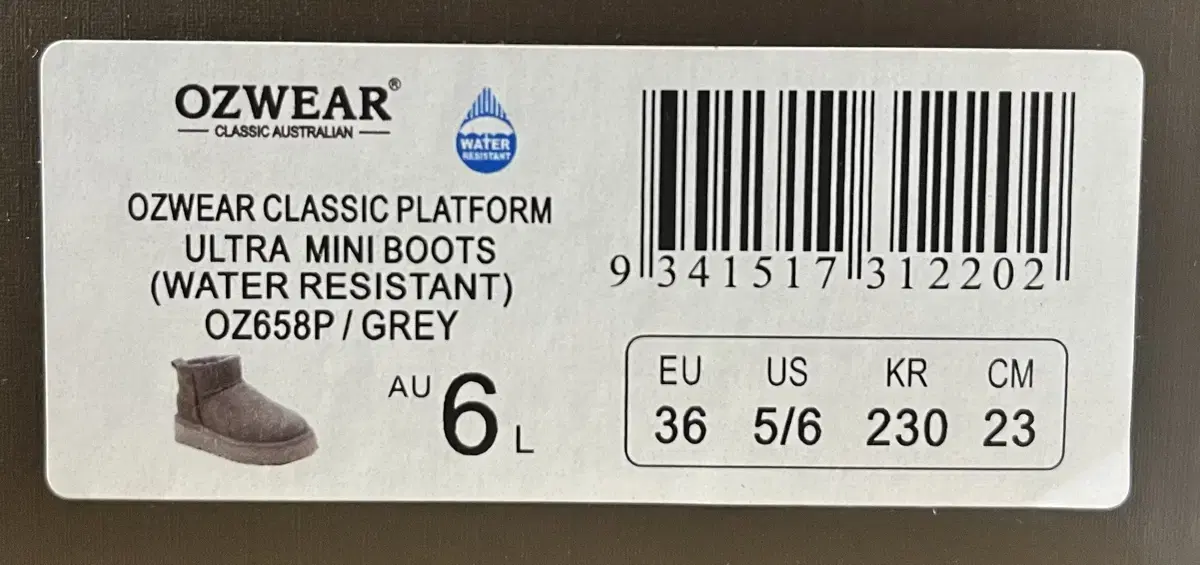 OZWEAR®
CLASSIC AUSTRALIAN
WATER
RESISTANT
OZWEAR CLASSIC PLATFORM
ULTRA MINI BOOTS
(WATER RESISTANT)
OZ658P / GREY
AU 6 L
9 341517 312202
EU US KR CM
36 5/6 230 23